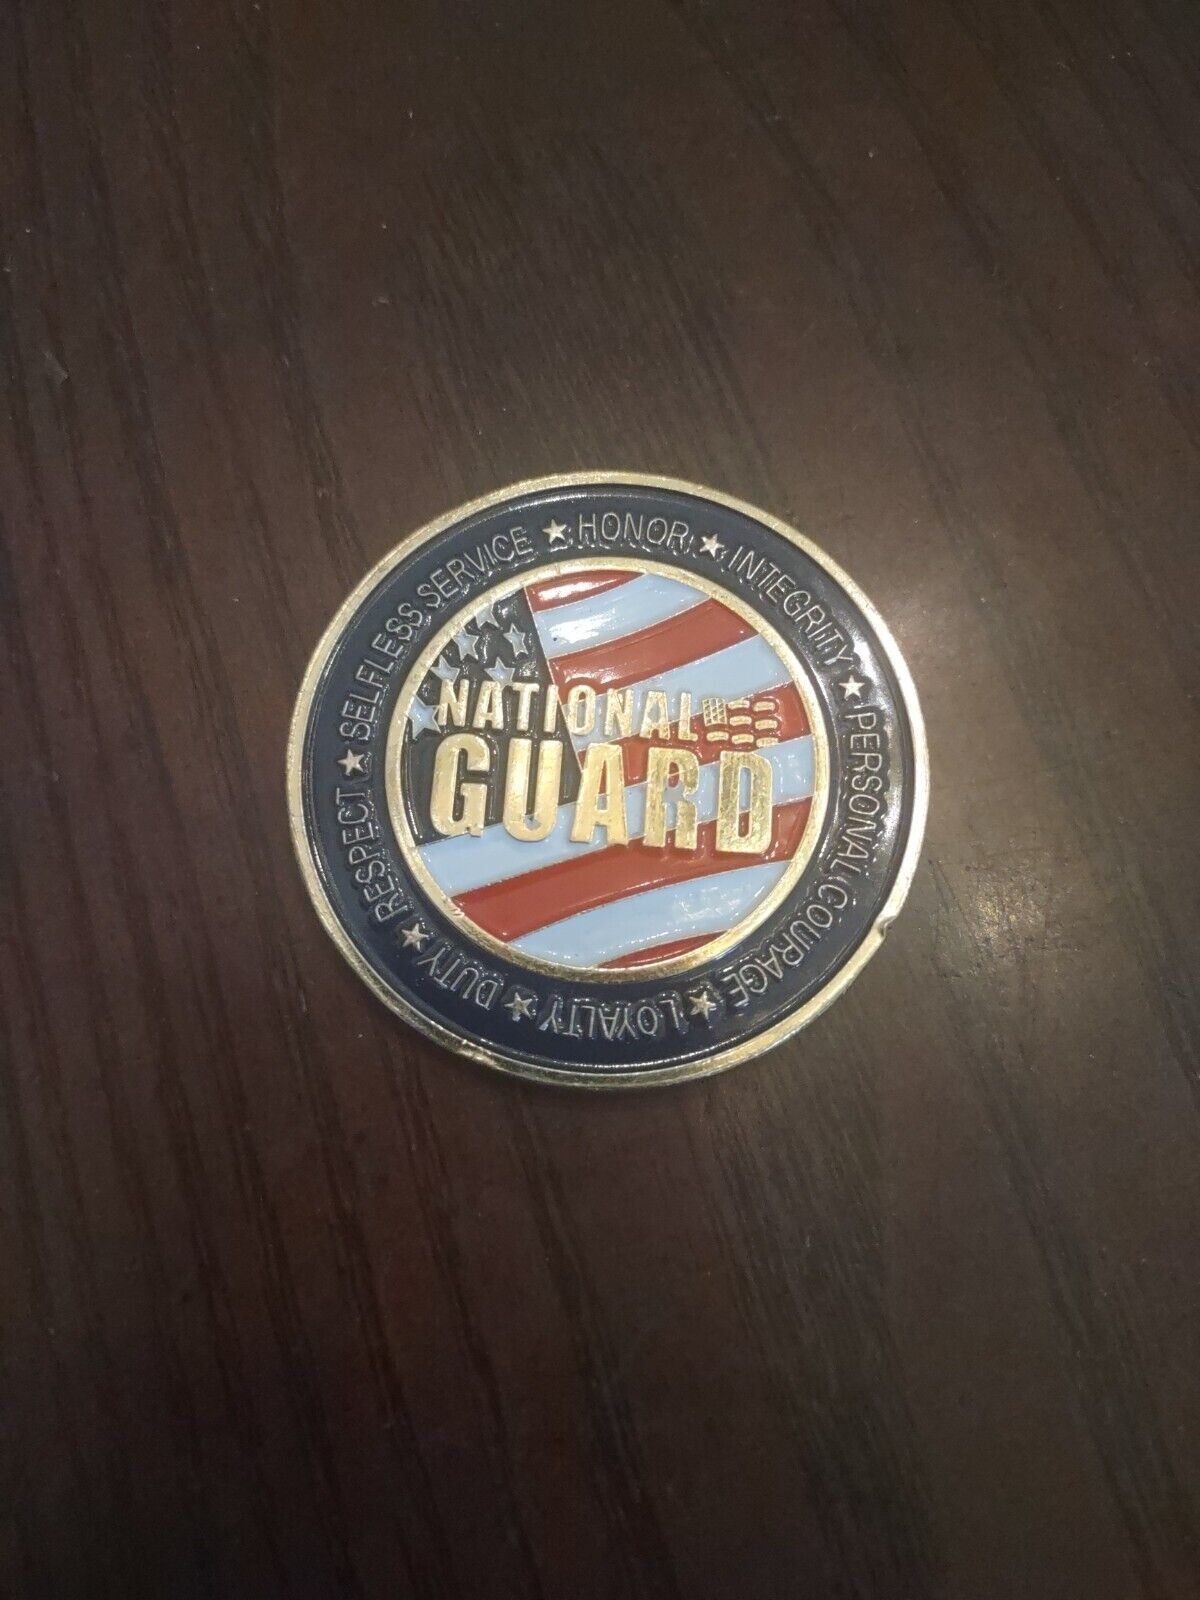 NATIONAL
GUARD
LOYALTY ★ DUTY ★ RESPECT ★ SELFLESS SERVICE ★ HONOR ★ INTEGRITY ★ PERSONAL COURAGE ★